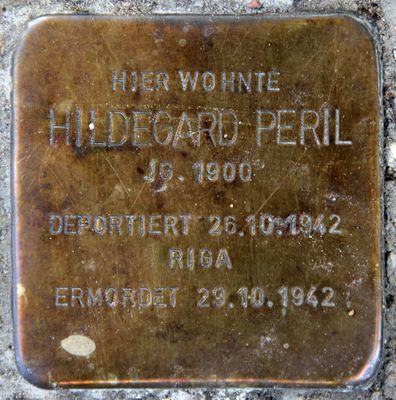 HIER WOHNTE
HILDEGARD PERIL
JG. 1900
DEPORTIERT 26.10.1942
RIGA
ERMORDET 29.10.1942